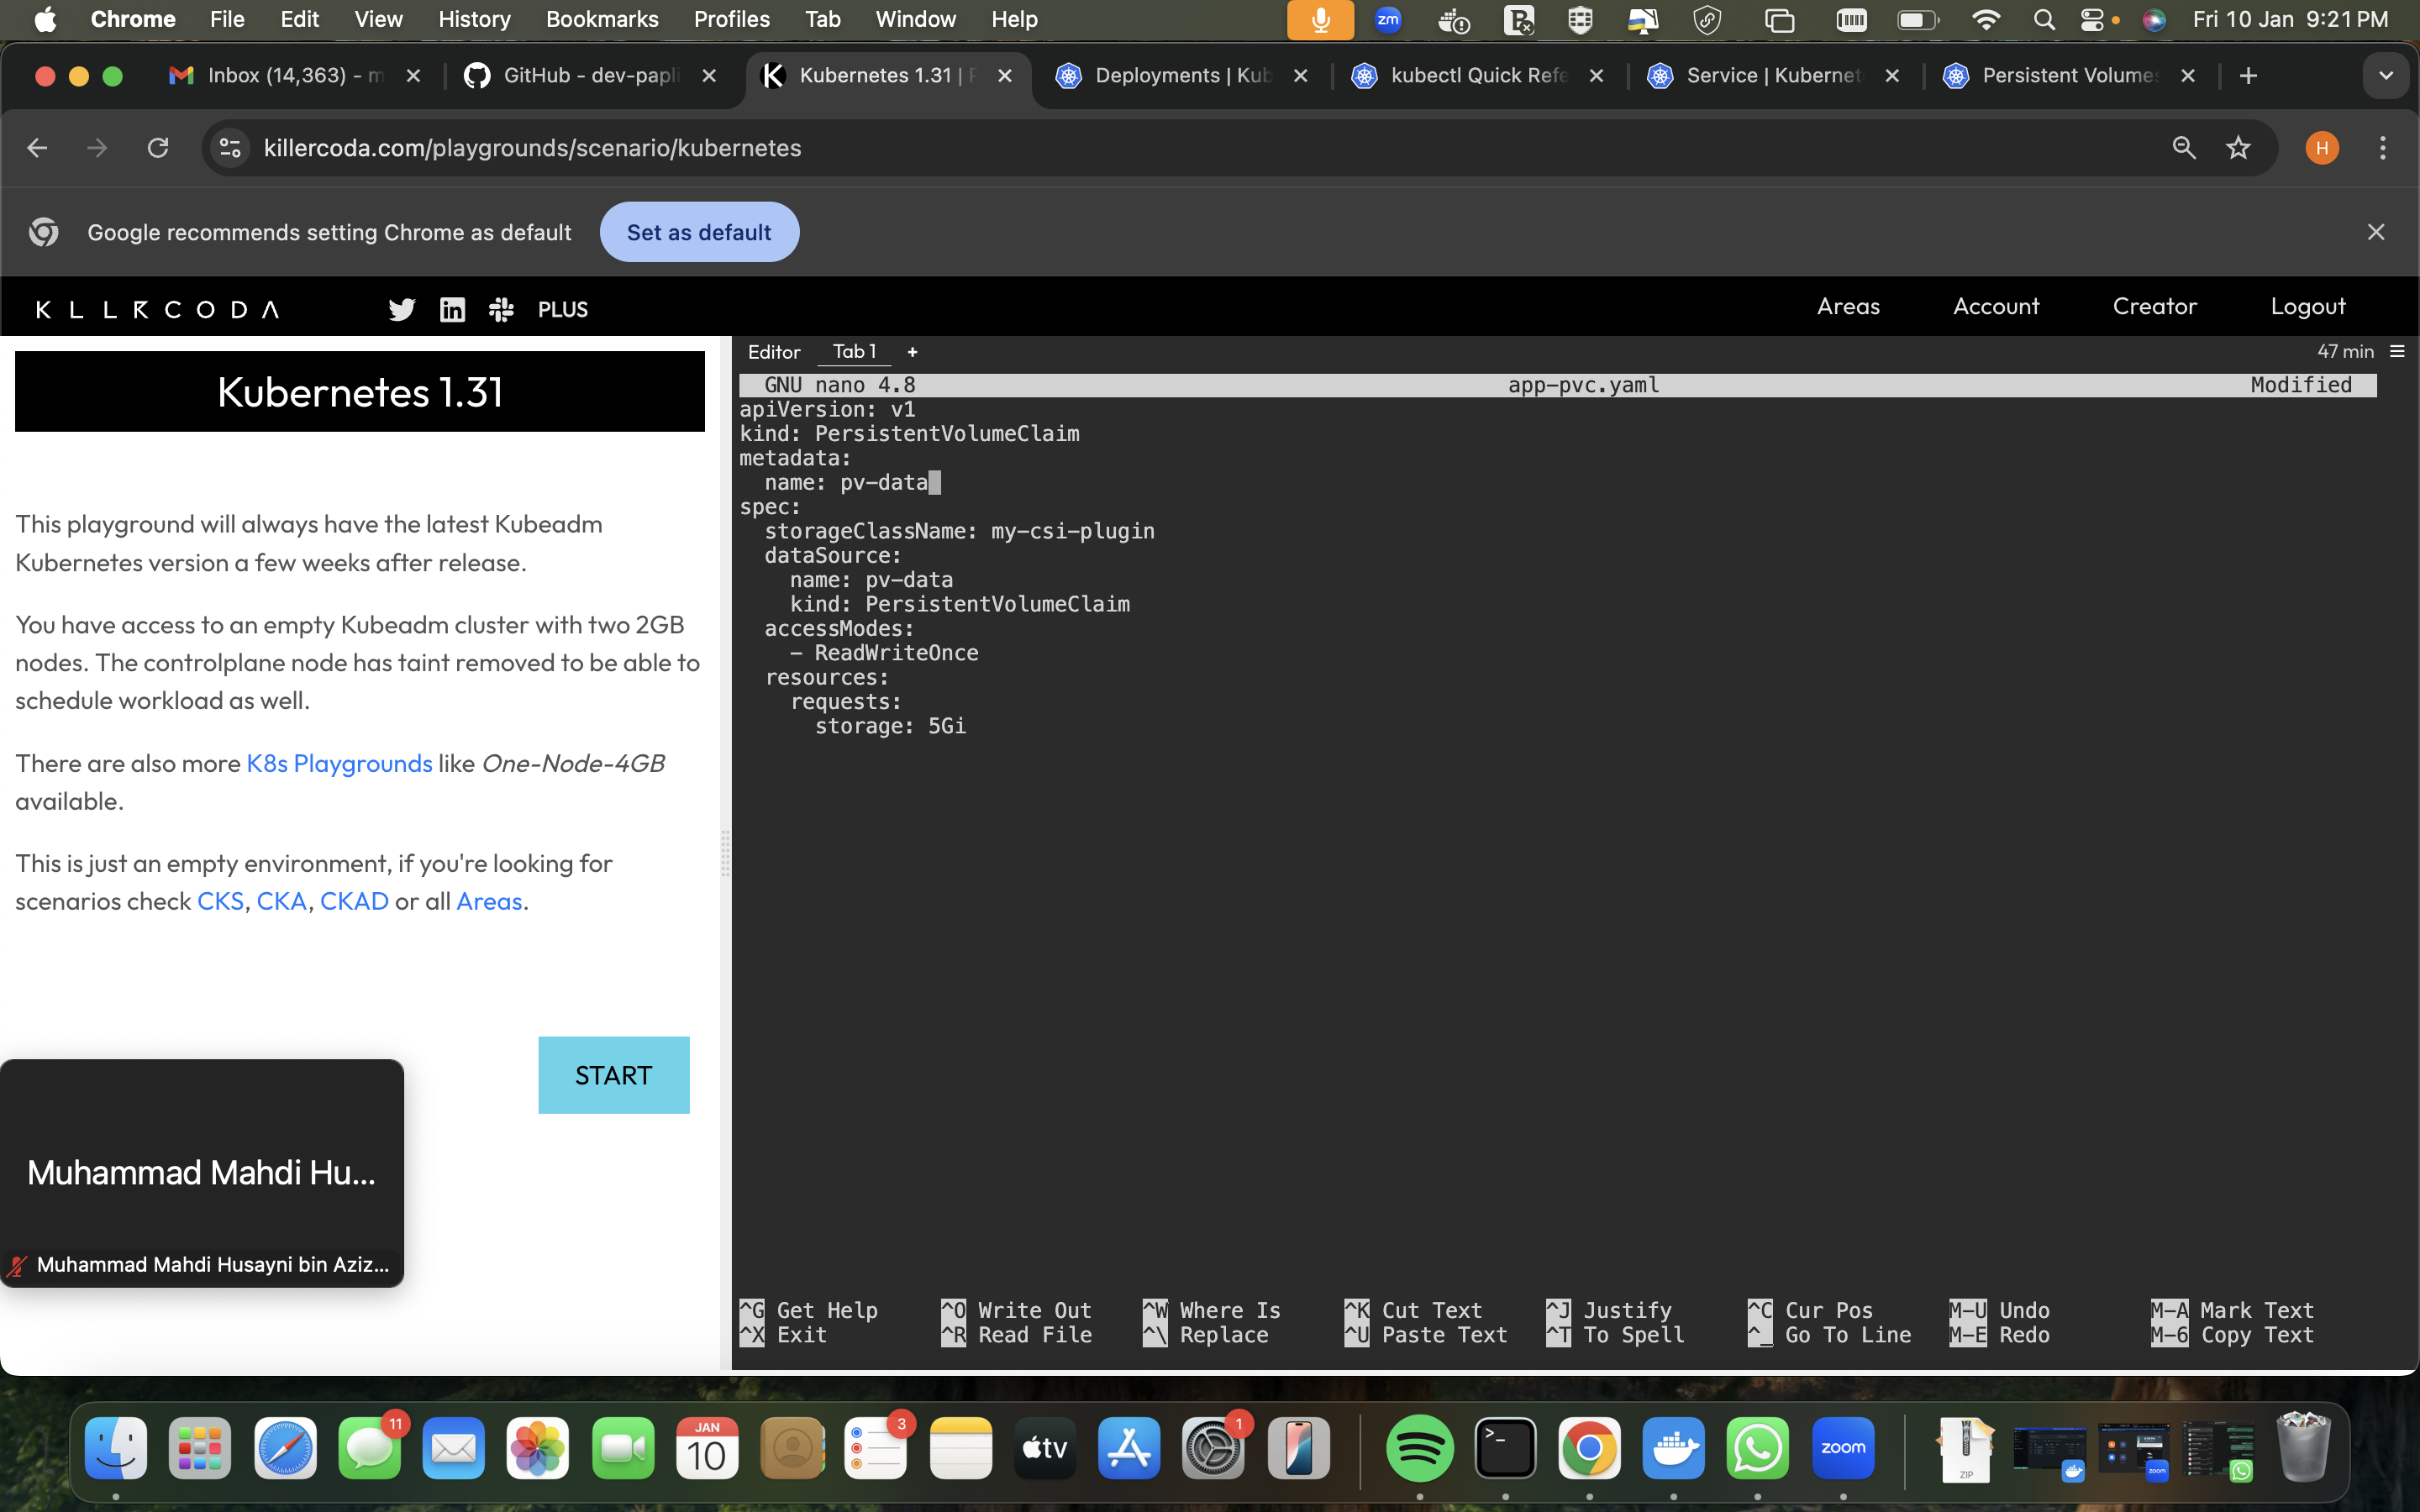 Chrome File Edit View History Bookmarks Profiles Tab Window Help
zm
Fri 10 Jan 9:21 PM
Inbox (14,363) - m
GitHub - dev-papli
Kubernetes 1.31 | P
Deployments | Kub
kubectl Quick Refe
Service | Kubernet
Persistent Volumes
killercoda.com/playgrounds/scenario/kubernetes
H
Google recommends setting Chrome as default
Set as default
KLLRCODA
PLUS
Areas
Account
Creator
Logout
Kubernetes 1.31
This playground will always have the latest Kubeadm
Kubernetes version a few weeks after release.
You have access to an empty Kubeadm cluster with two 2GB
nodes. The controlplane node has taint removed to be able to
schedule workload as well.
There are also more K8s Playgrounds like One-Node-4GB
available.
This is just an empty environment, if you're looking for
scenarios check CKS, CKA, CKAD or all Areas.
START
Muhammad Mahdi Hu...
Muhammad Mahdi Husayni bin Aziz...
Editor Tab 1 +
47 min
GNU nano 4.8 app-pvc.yaml Modified
apiVersion: v1
kind: PersistentVolumeClaim
metadata:
  name: pv-data
spec:
  storageClassName: my-csi-plugin
  dataSource:
    name: pv-data
    kind: PersistentVolumeClaim
  accessModes:
    - ReadWriteOnce
  resources:
    requests:
      storage: 5Gi
^G Get Help ^O Write Out ^W Where Is ^K Cut Text ^J Justify ^C Cur Pos M-U Undo M-A Mark Text
^X Exit ^R Read File ^\ Replace ^U Paste Text ^T To Spell ^_ Go To Line M-E Redo M-6 Copy Text
11
JAN
10
3
tv
1
>_
zoom
ZIP
zoom